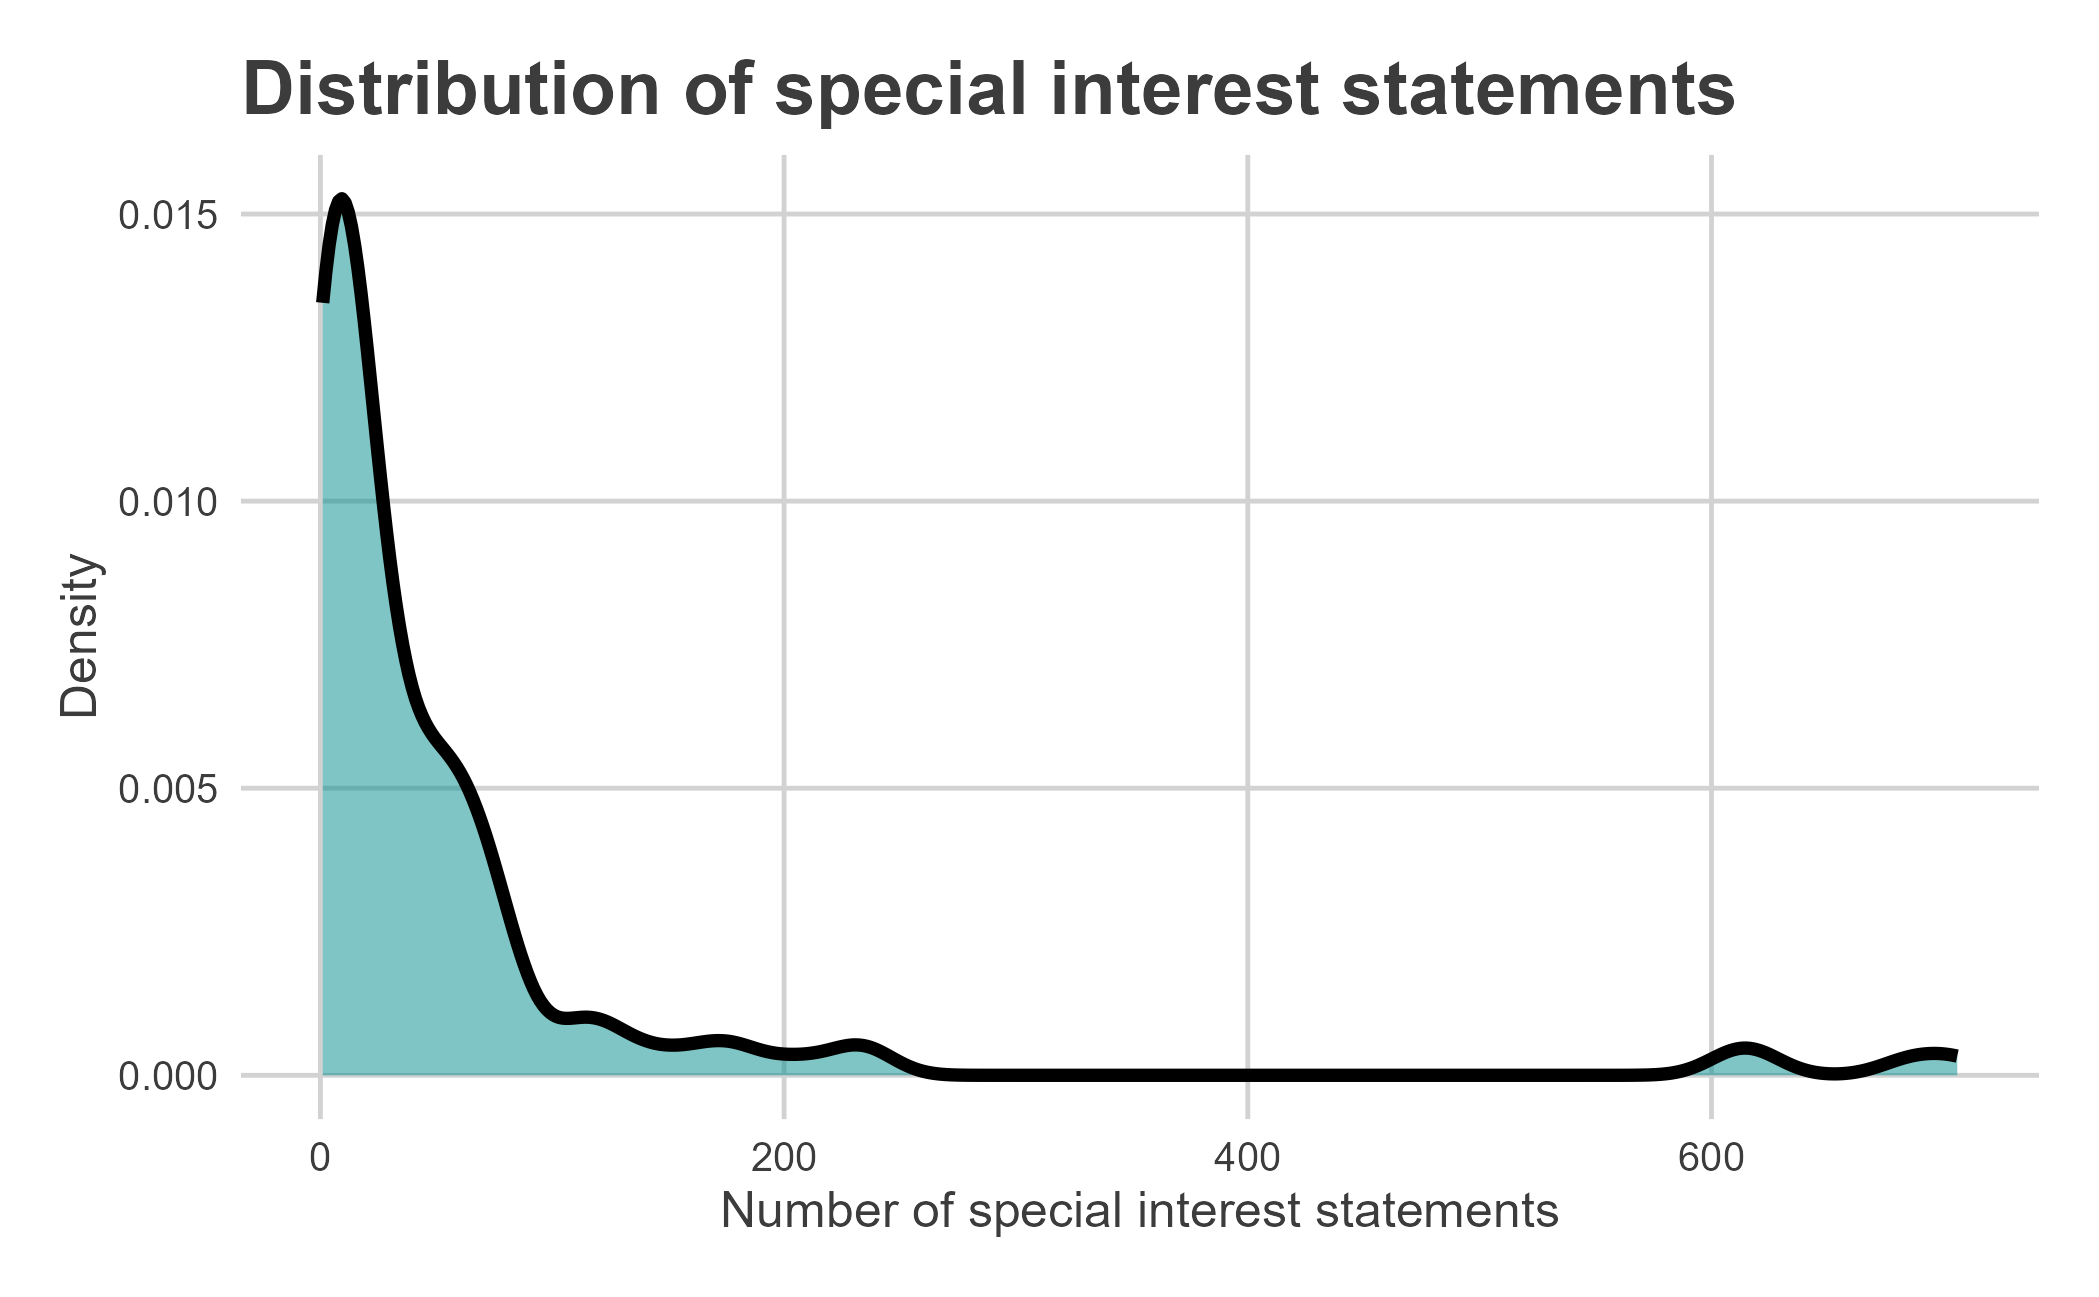 Distribution of special interest statements
0.015
0.010
0.005
0.000
Density
0
200
400
600
Number of special interest statements